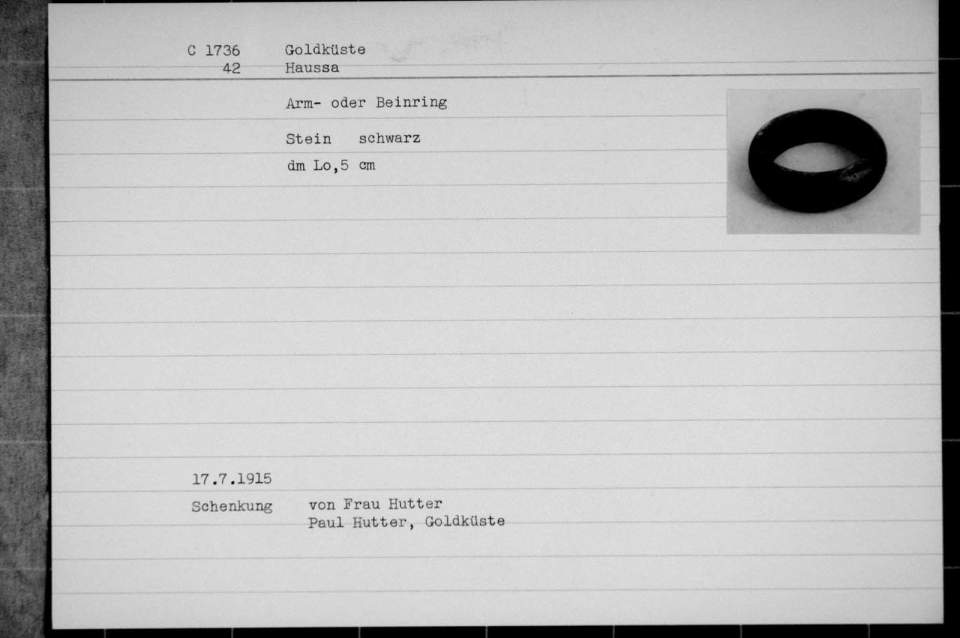 C 1736 Goldküste
42 Haussa
Arm- oder Beinring
Stein schwarz
dm Lo,5 cm
17.7.1915
Schenkung von Frau Hutter
Paul Hutter, Goldküste